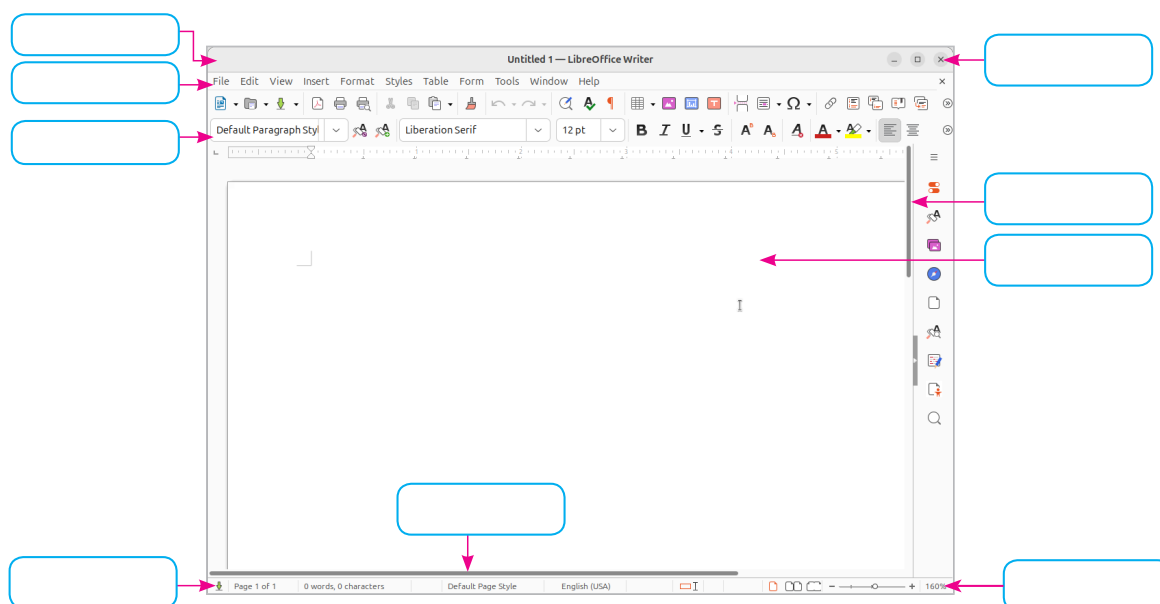 Untitled 1 — LibreOffice Writer
File Edit View Insert Format Styles Table Form Tools Window Help
Default Paragraph Styl Liberation Serif 12 pt
Page 1 of 1 0 words, 0 characters Default Page Style English (USA) 160%